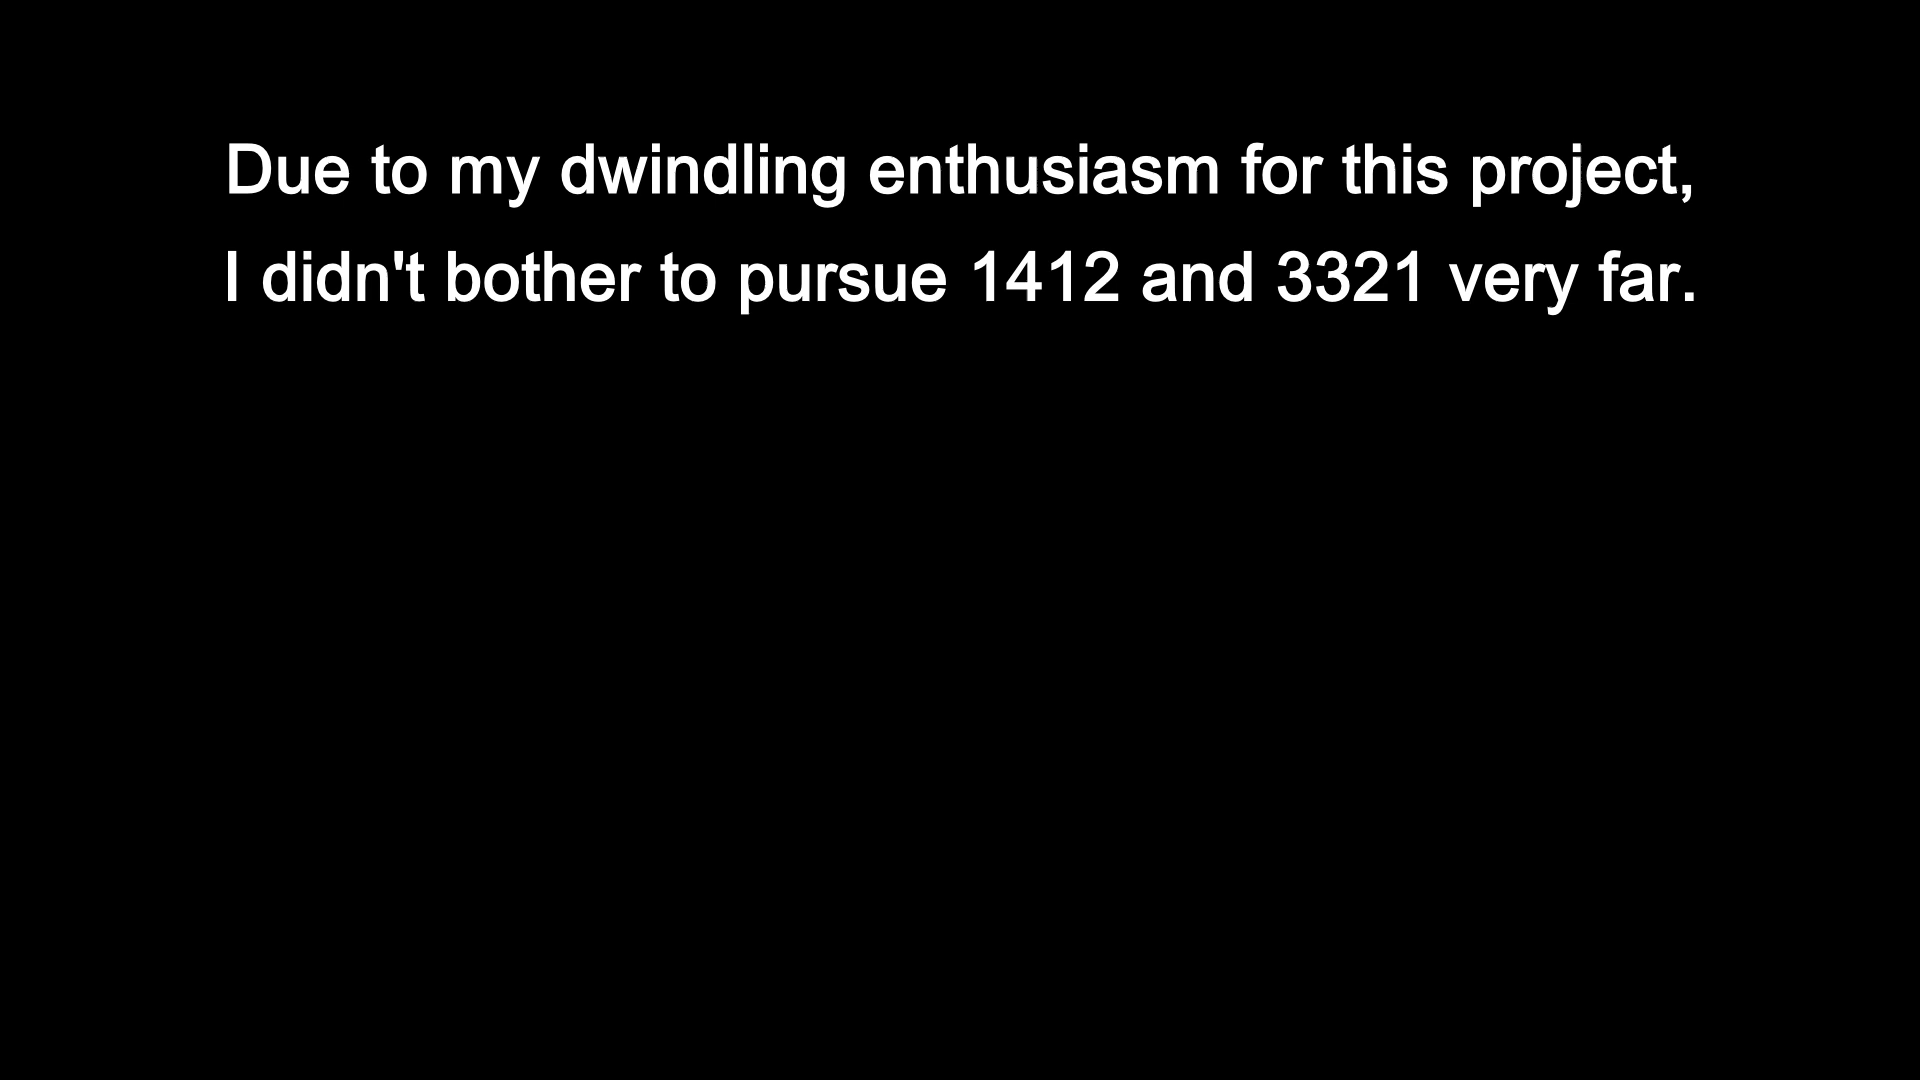 Due to my dwindling enthusiasm for this project,
I didn't bother to pursue 1412 and 3321 very far.